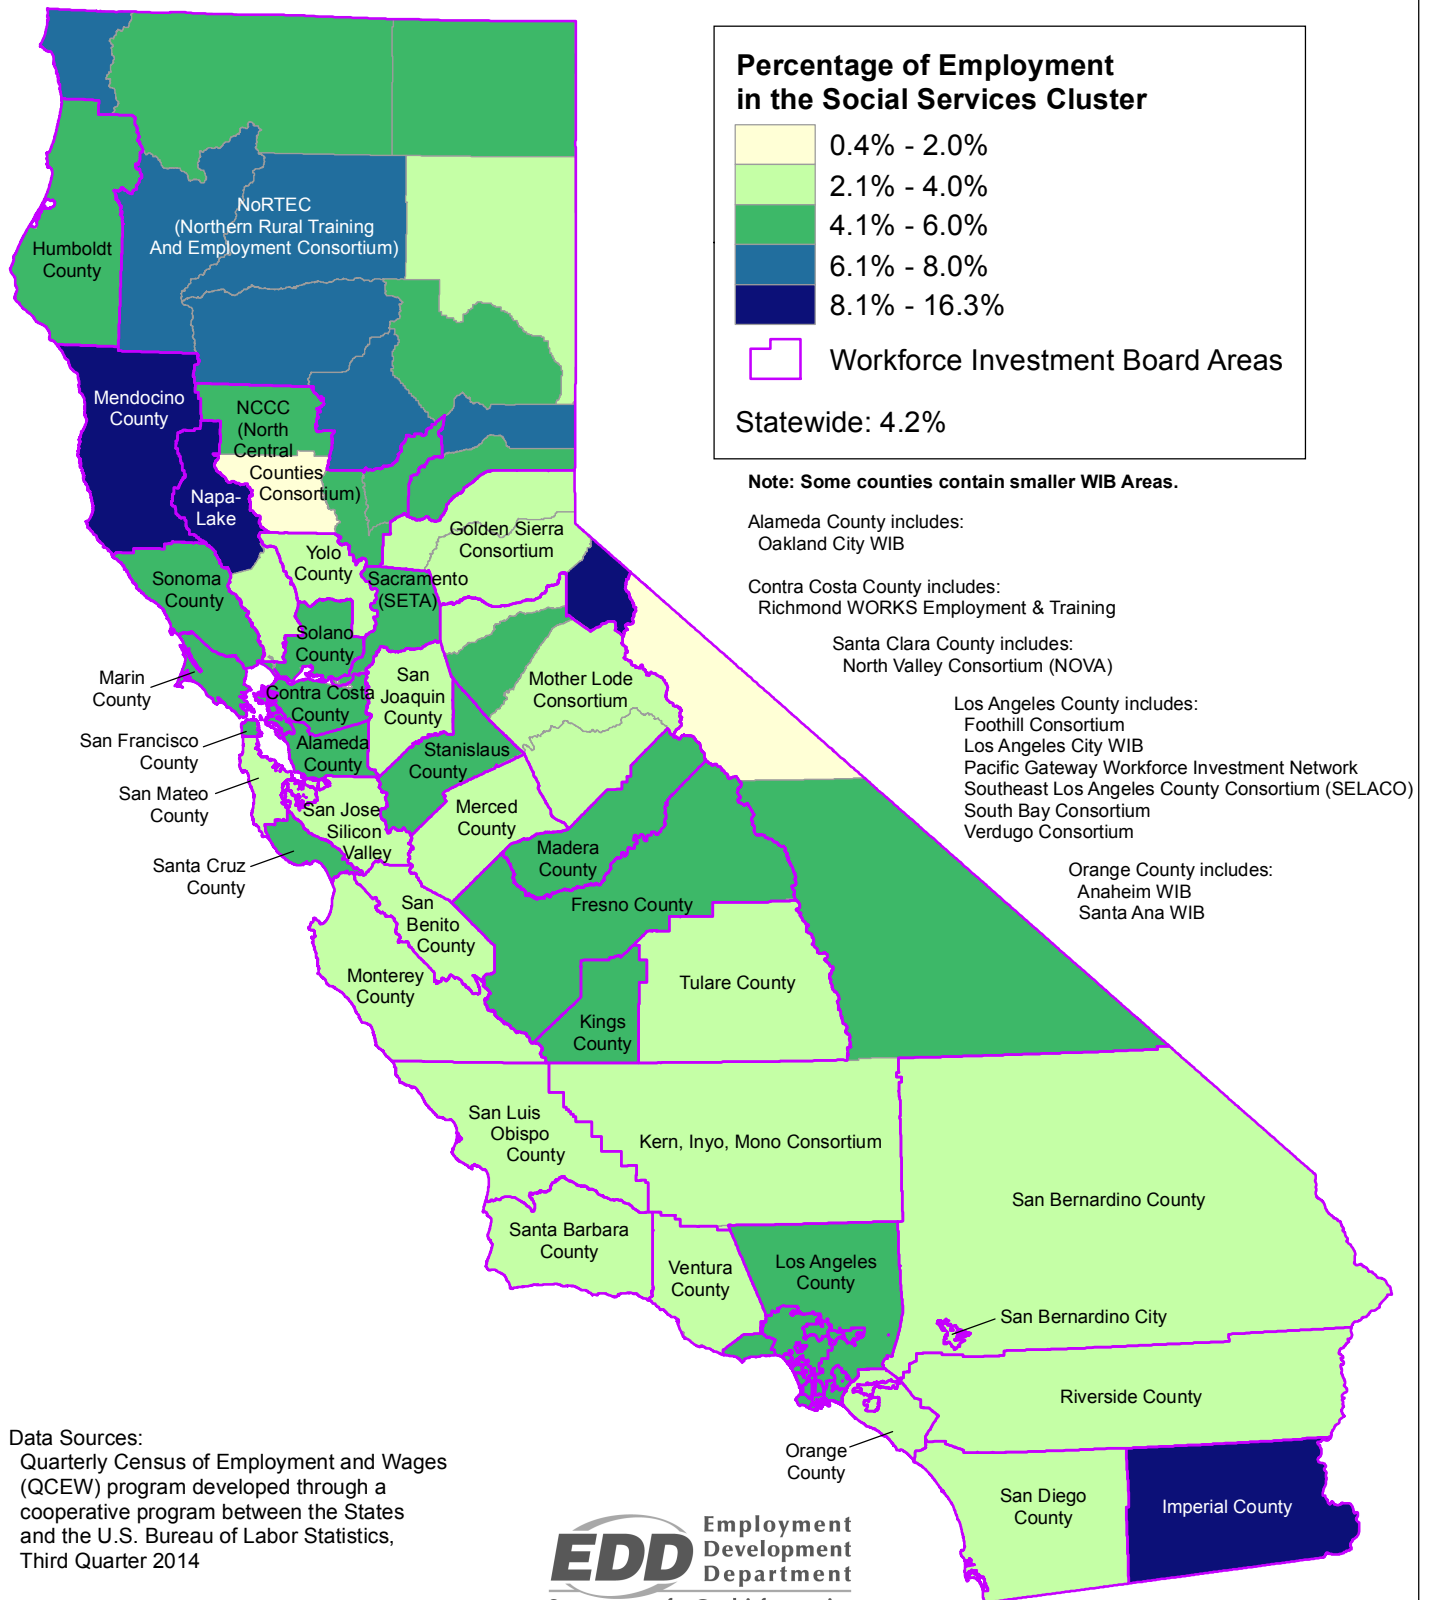 Percentage of Employment
in the Social Services Cluster
0.4% - 2.0%
2.1% - 4.0%
4.1% - 6.0%
6.1% - 8.0%
8.1% - 16.3%
Workforce Investment Board Areas
Statewide: 4.2%
Note: Some counties contain smaller WIB Areas.
Alameda County includes:
Oakland City WIB
Contra Costa County includes:
Richmond WORKS Employment & Training
Santa Clara County includes:
North Valley Consortium (NOVA)
Los Angeles County includes:
Foothill Consortium
Los Angeles City WIB
Pacific Gateway Workforce Investment Network
Southeast Los Angeles County Consortium (SELACO)
South Bay Consortium
Verdugo Consortium
Orange County includes:
Anaheim WIB
Santa Ana WIB
NoRTEC
(Northern Rural Training
And Employment Consortium)
Humboldt
County
Mendocino
County
NCCC
(North
Central
Counties
Consortium)
Napa-
Lake
Golden Sierra
Consortium
Yolo
County
Sonoma
County
Sacramento
(SETA)
Solano
County
Marin
County
San
Joaquin
County
Mother Lode
Consortium
Contra Costa
County
San Francisco
County
Alameda
County
Stanislaus
County
San Mateo
County
San Jose
Silicon
Valley
Merced
County
Santa Cruz
County
Madera
County
San
Benito
County
Fresno County
Monterey
County
Tulare County
Kings
County
San Luis
Obispo
County
Kern, Inyo, Mono Consortium
San Bernardino County
Santa Barbara
County
Ventura
County
Los Angeles
County
San Bernardino City
Riverside County
Orange
County
San Diego
County
Imperial County
Data Sources:
Quarterly Census of Employment and Wages
(QCEW) program developed through a
cooperative program between the States
and the U.S. Bureau of Labor Statistics,
Third Quarter 2014
EDD
Employment
Development
Department